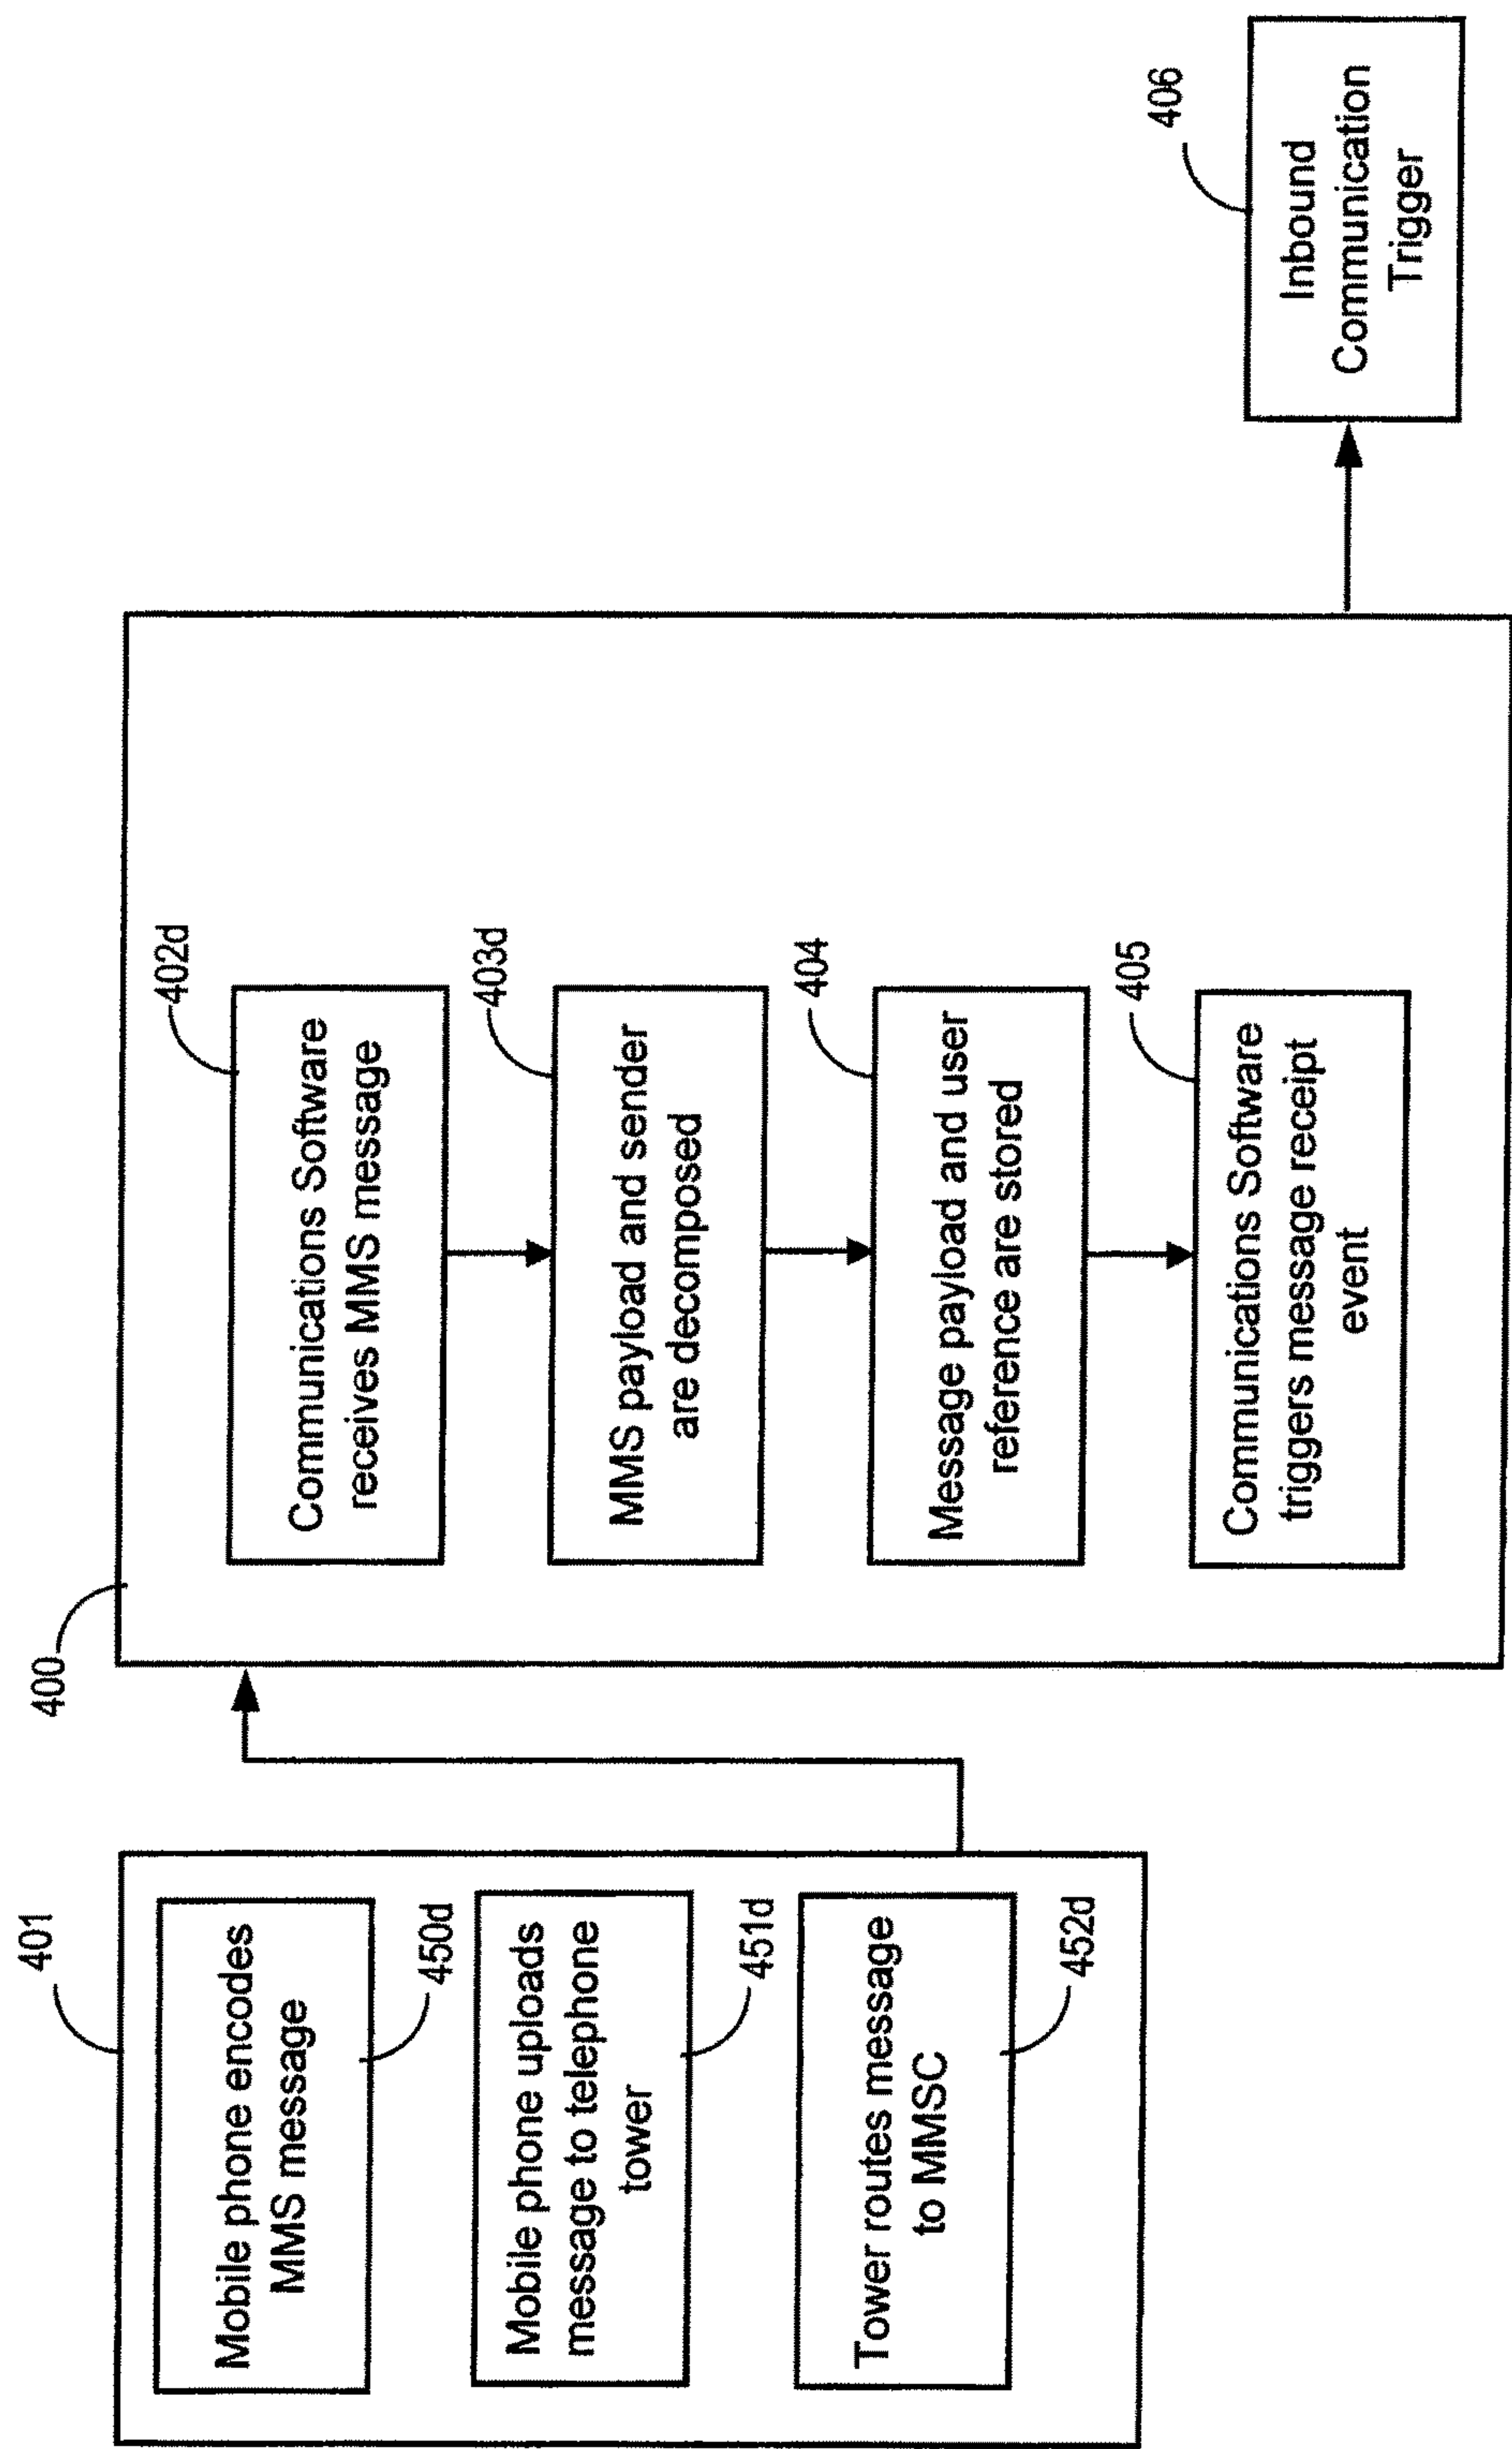 401
Mobile phone encodes
MMS message
450d
Mobile phone uploads
message to telephone
tower
451d
Tower routes message
to MMSC
452d
400
Communications Software
receives MMS message
402d
MMS payload and sender
are decomposed
403d
Message payload and user
reference are stored
404
Communications Software
triggers message receipt
event
405
Inbound
Communication
Trigger
406